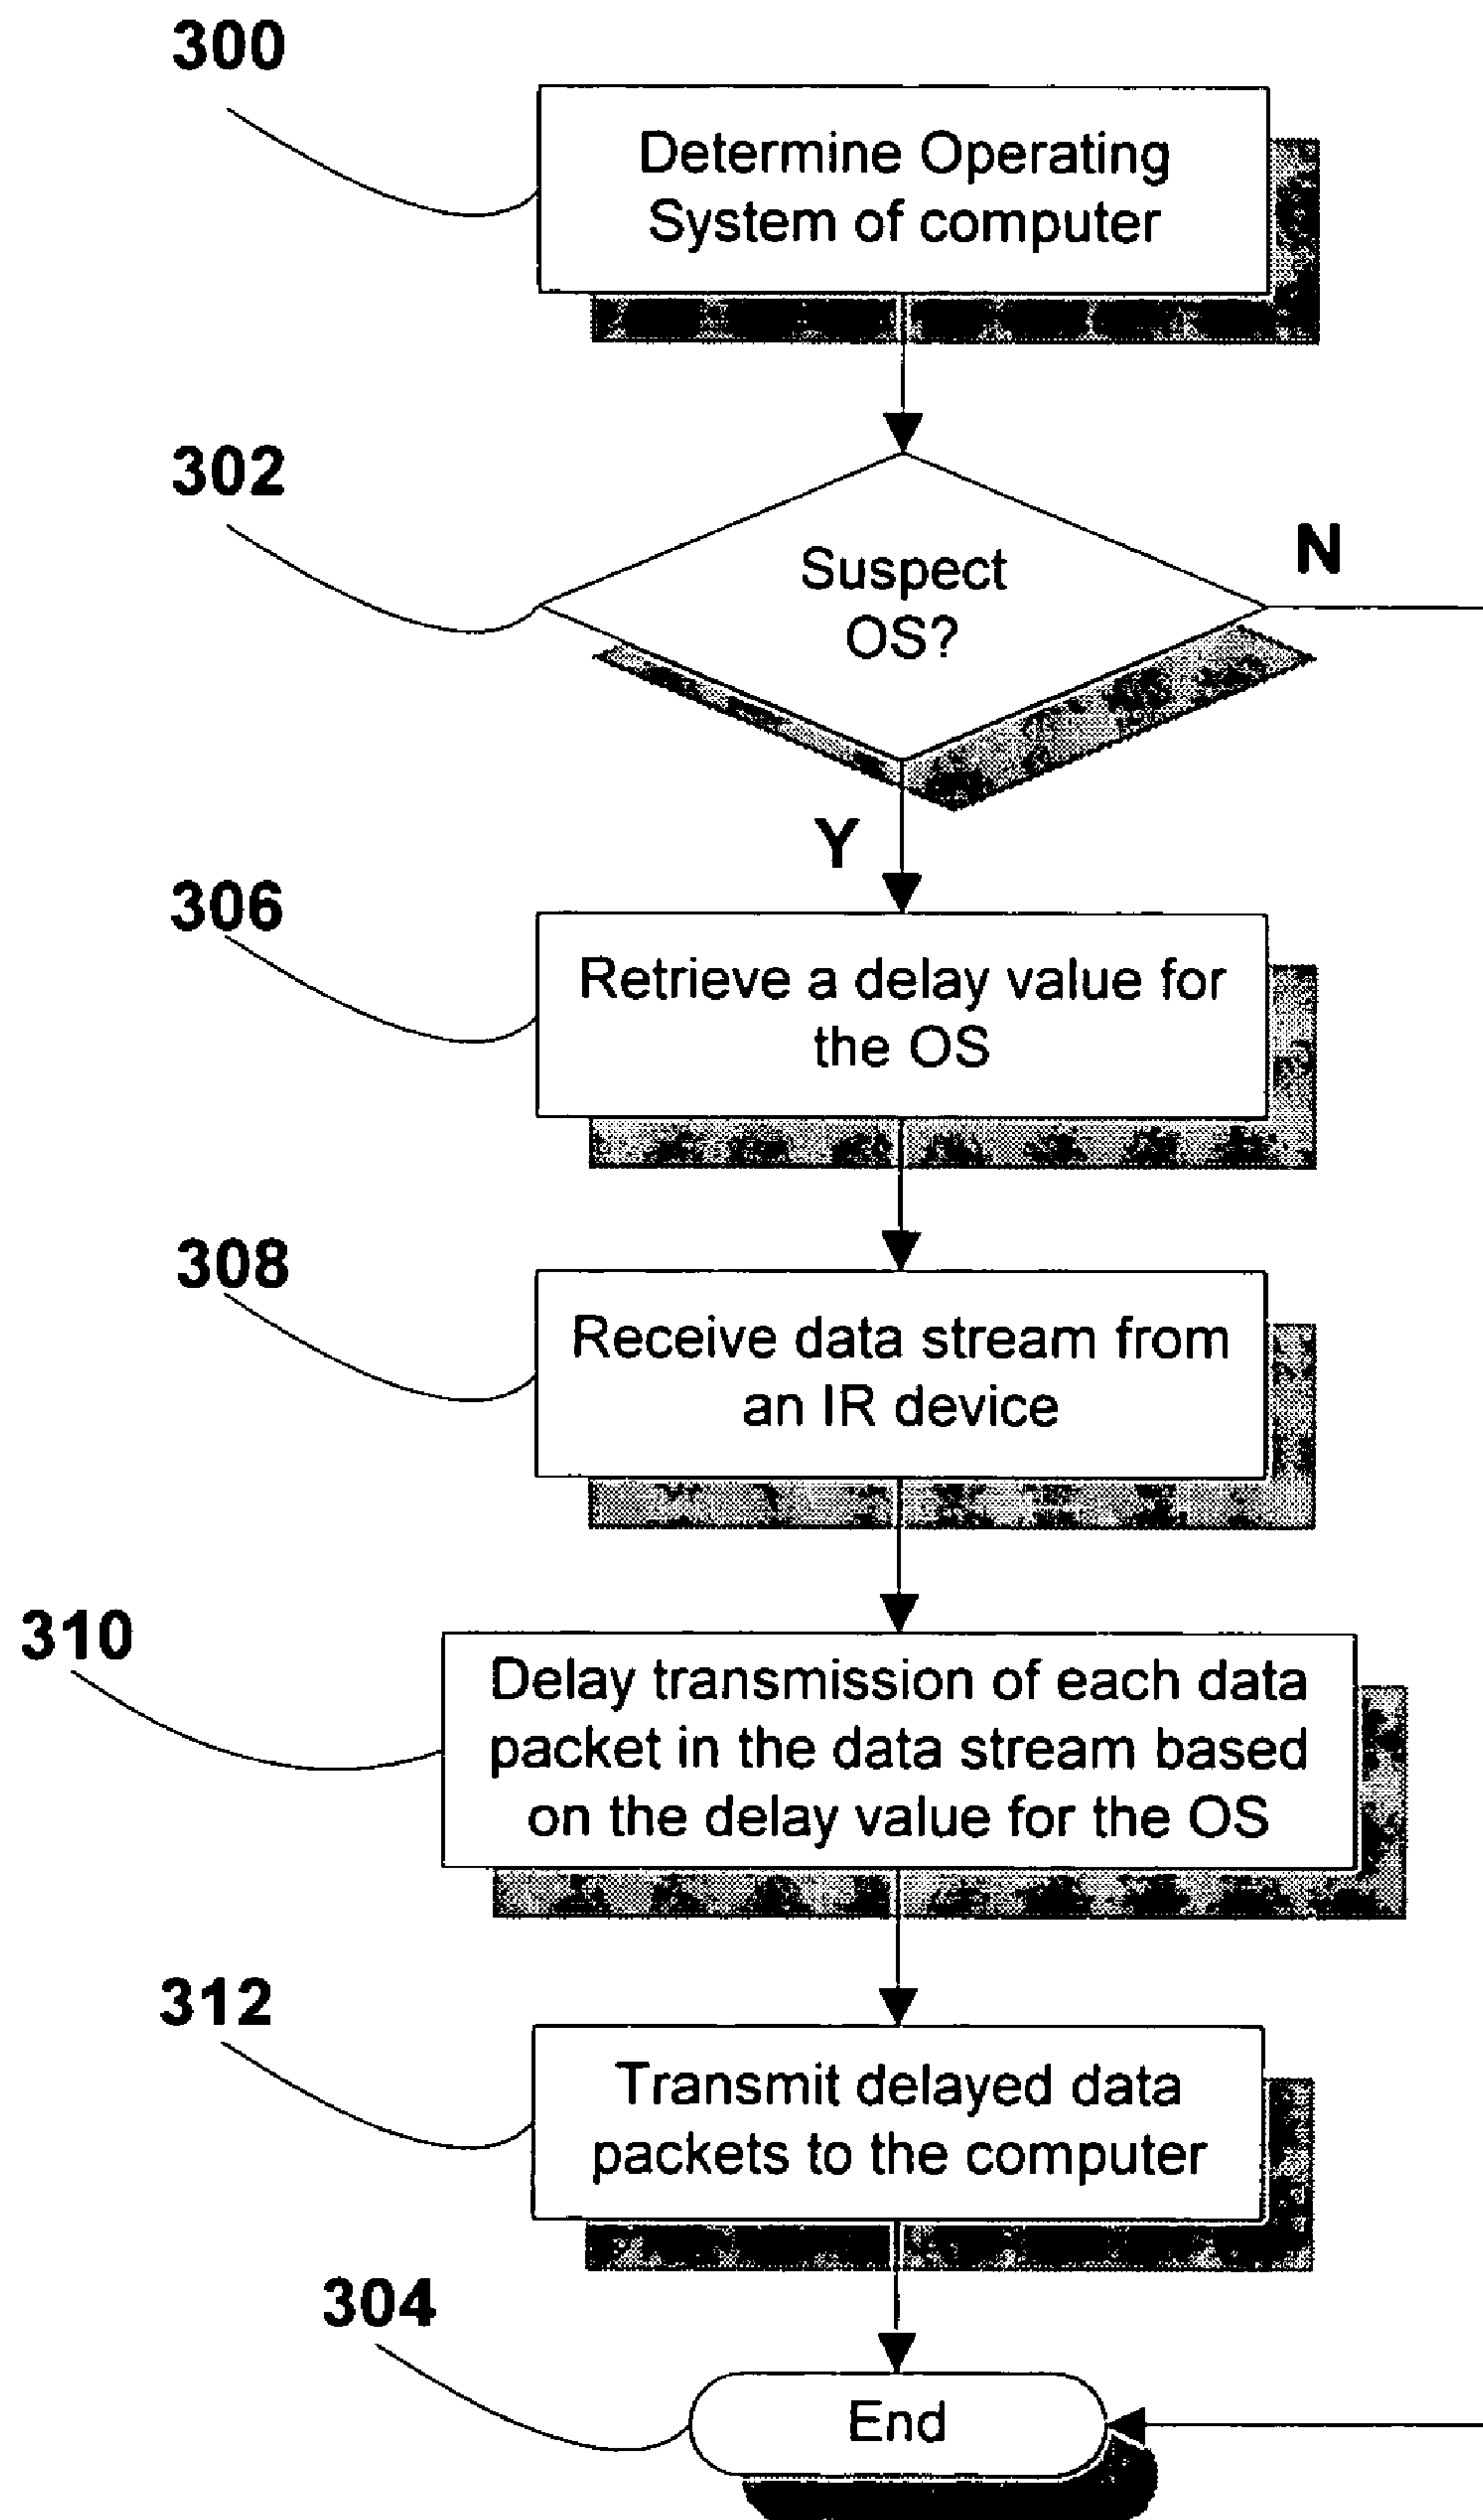 300
Determine Operating
System of computer
302
Suspect
OS?
N
Y
306
Retrieve a delay value for
the OS
308
Receive data stream from
an IR device
310
Delay transmission of each data
packet in the data stream based
on the delay value for the OS
312
Transmit delayed data
packets to the computer
304
End